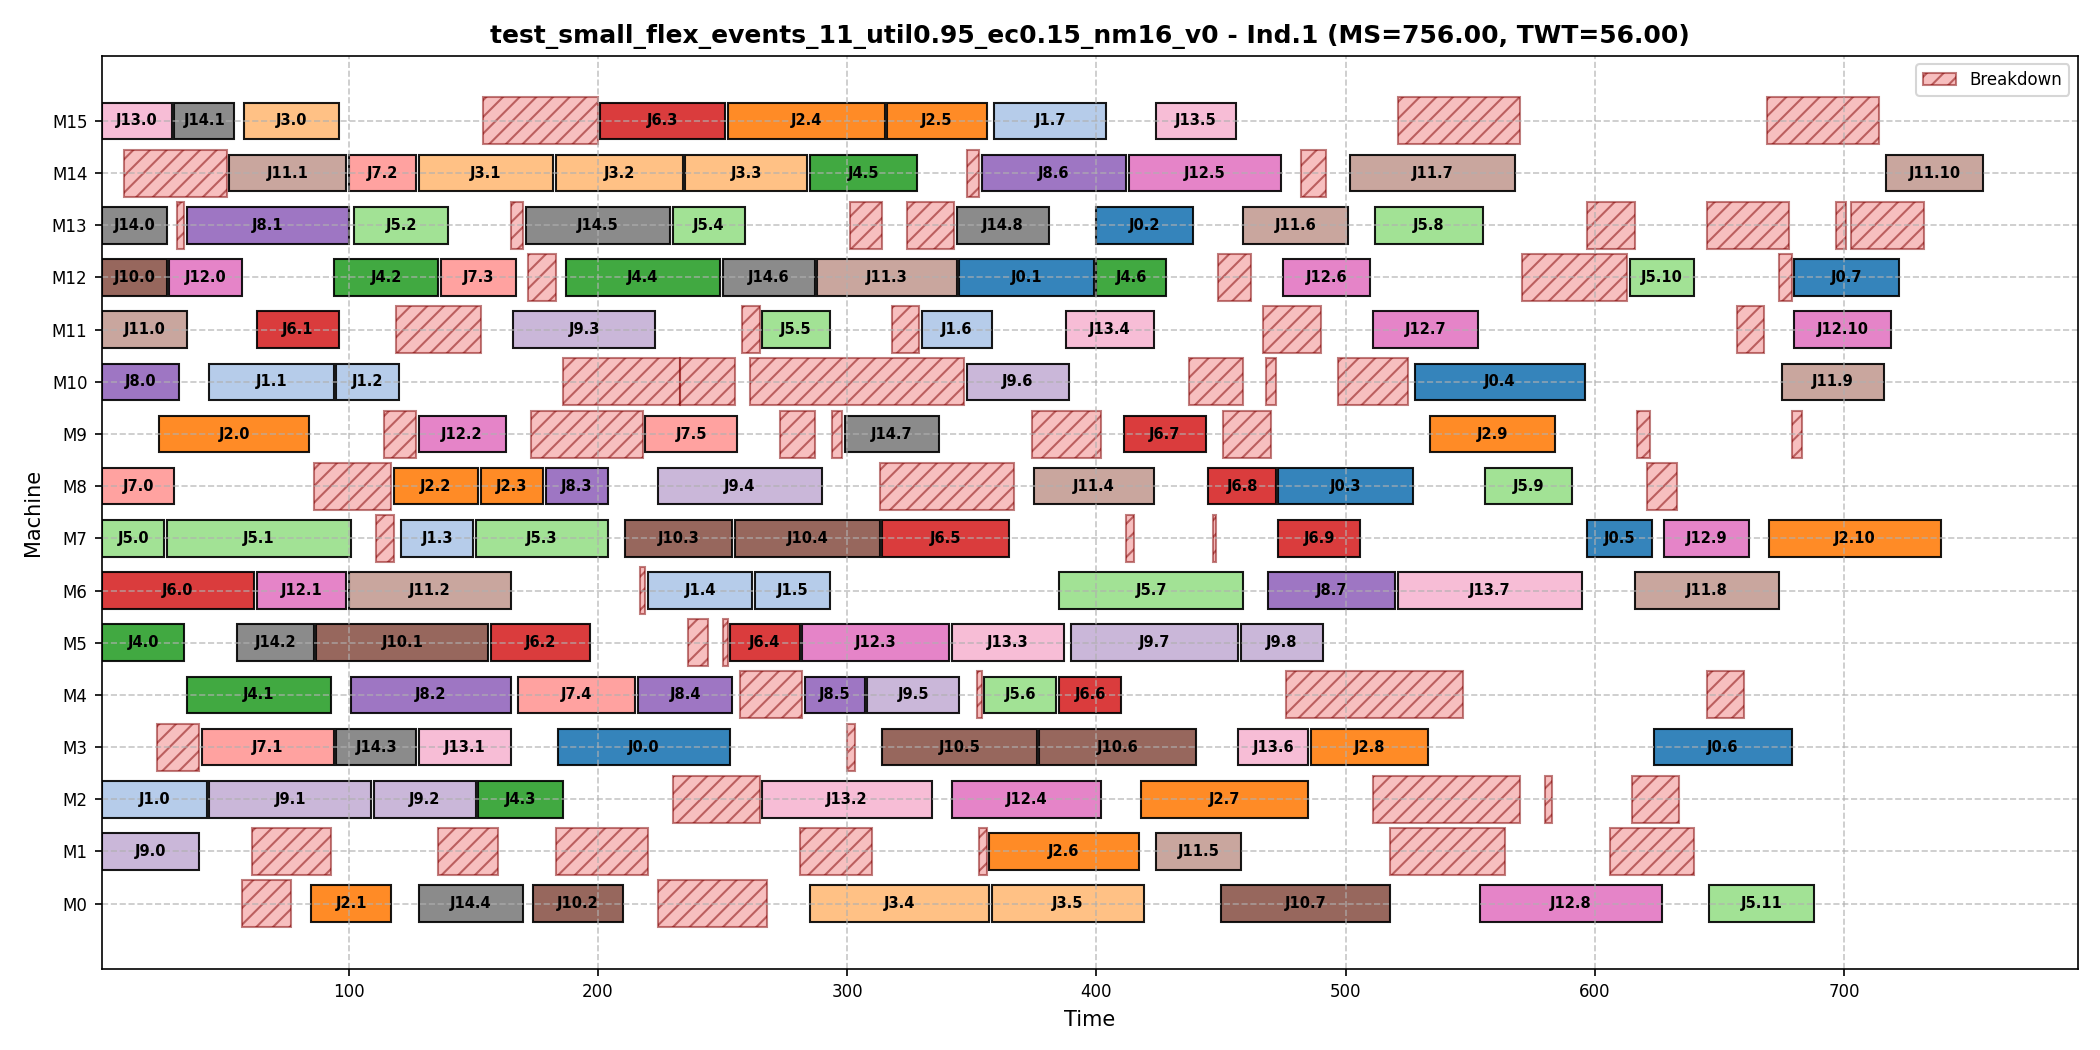 test_small_flex_events_11_util0.95_ec0.15_nm16_v0 - Ind.1 (MS=756.00, TWT=56.00)
Breakdown
M15 J13.0 J14.1 J3.0 J6.3 J2.4 J2.5 J1.7 J13.5
M14 J11.1 J7.2 J3.1 J3.2 J3.3 J4.5 J8.6 J12.5 J11.7 J11.10
M13 J14.0 J8.1 J5.2 J14.5 J5.4 J14.8 J0.2 J11.6 J5.8
M12 J10.0 J12.0 J4.2 J7.3 J4.4 J14.6 J11.3 J0.1 J4.6 J12.6 J5.10 J0.7
M11 J11.0 J6.1 J9.3 J5.5 J1.6 J13.4 J12.7 J12.10
M10 J8.0 J1.1 J1.2 J9.6 J0.4 J11.9
M9 J2.0 J12.2 J7.5 J14.7 J6.7 J2.9
M8 J7.0 J2.2 J2.3 J8.3 J9.4 J11.4 J6.8 J0.3 J5.9
M7 J5.0 J5.1 J1.3 J5.3 J10.3 J10.4 J6.5 J6.9 J0.5 J12.9 J2.10
M6 J6.0 J12.1 J11.2 J1.4 J1.5 J5.7 J8.7 J13.7 J11.8
M5 J4.0 J14.2 J10.1 J6.2 J6.4 J12.3 J13.3 J9.7 J9.8
M4 J4.1 J8.2 J7.4 J8.4 J8.5 J9.5 J5.6 J6.6
M3 J7.1 J14.3 J13.1 J0.0 J10.5 J10.6 J13.6 J2.8 J0.6
M2 J1.0 J9.1 J9.2 J4.3 J13.2 J12.4 J2.7
M1 J9.0 J2.6 J11.5
M0 J2.1 J14.4 J10.2 J3.4 J3.5 J10.7 J12.8 J5.11
Machine
100 200 300 400 500 600 700
Time